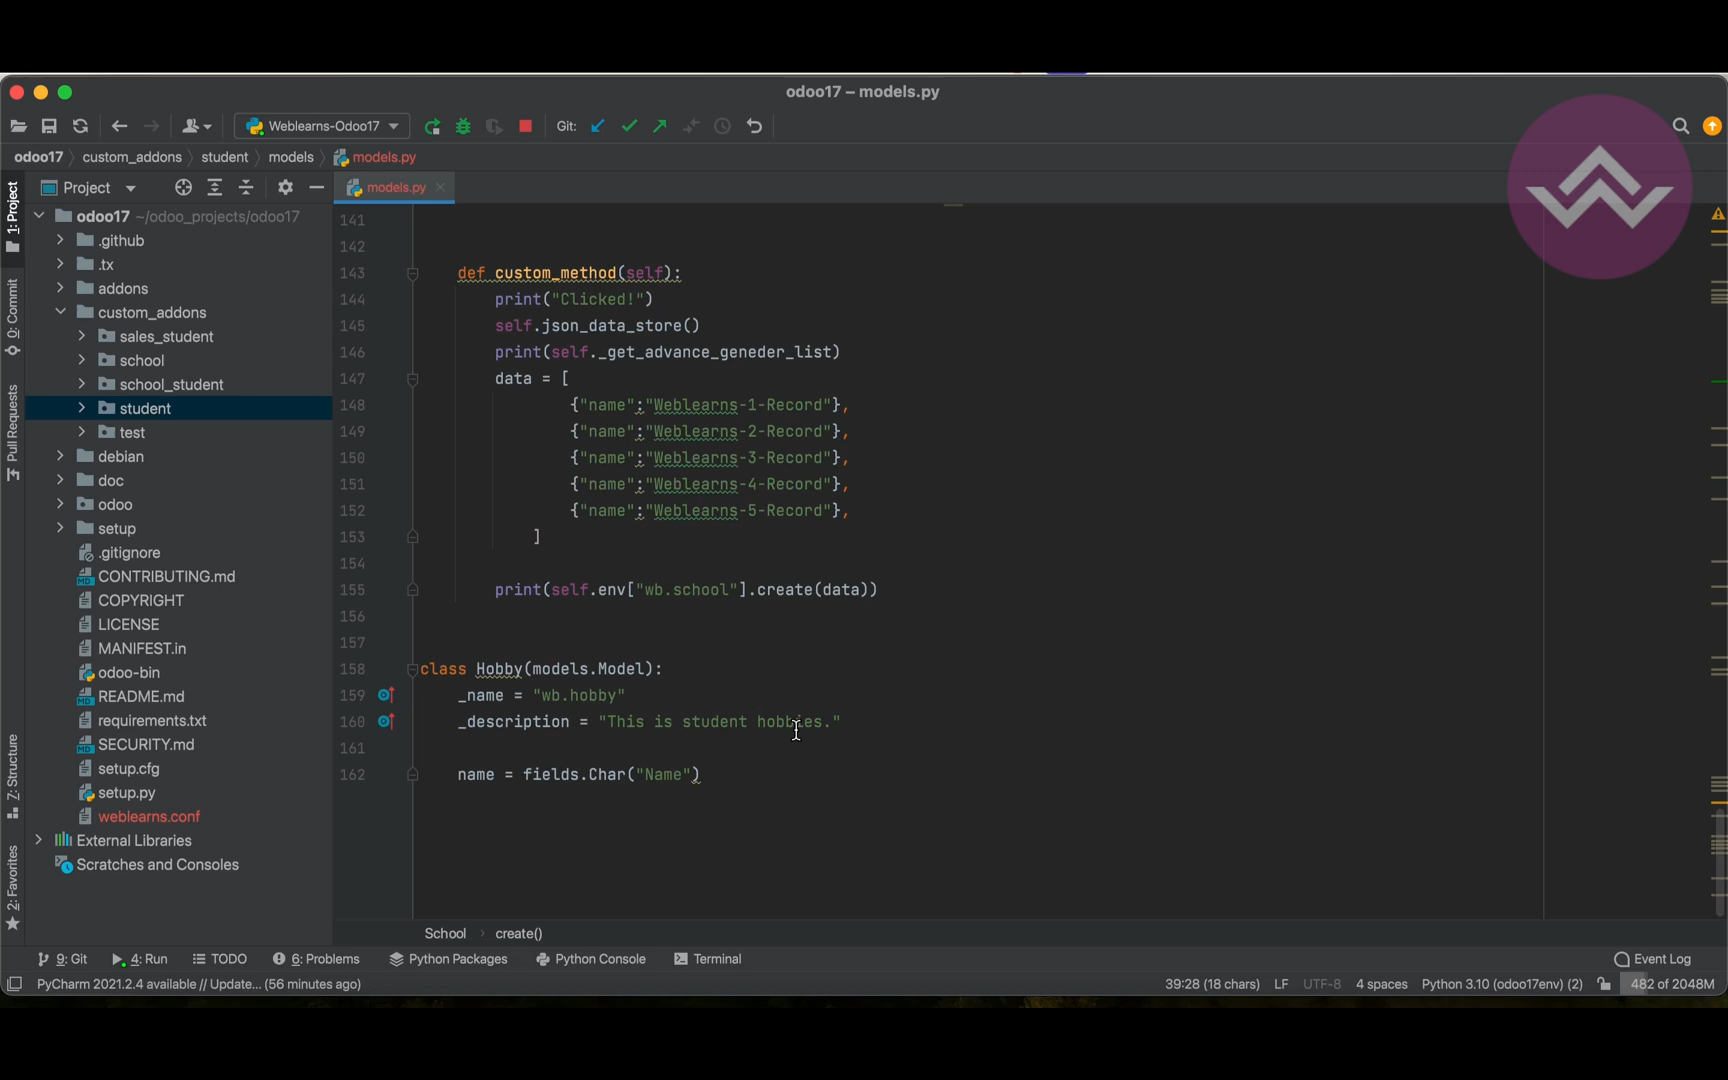 odoo17 – models.py
Weblearns-Odoo17
Git:
odoo17 custom_addons student models models.py
Project
models.py
1: Project
0: Commit
Pull Requests
7: Structure
2: Favorites
odoo17 ~/odoo_projects/odoo17
.github
.tx
addons
custom_addons
sales_student
school
school_student
student
test
debian
doc
odoo
setup
.gitignore
CONTRIBUTING.md
COPYRIGHT
LICENSE
MANIFEST.in
odoo-bin
README.md
requirements.txt
SECURITY.md
setup.cfg
setup.py
weblearns.conf
External Libraries
Scratches and Consoles
141
142
143 def custom_method(self):
144 print("Clicked!")
145 self.json_data_store()
146 print(self._get_advance_geneder_list)
147 data = [
148 {"name":"Weblearns-1-Record"},
149 {"name":"Weblearns-2-Record"},
150 {"name":"Weblearns-3-Record"},
151 {"name":"Weblearns-4-Record"},
152 {"name":"Weblearns-5-Record"},
153 ]
154
155 print(self.env["wb.school"].create(data))
156
157
158 class Hobby(models.Model):
159 _name = "wb.hobby"
160 _description = "This is student hobbies."
161
162 name = fields.Char("Name")
School create()
9: Git 4: Run TODO 6: Problems Python Packages Python Console Terminal Event Log
PyCharm 2021.2.4 available // Update... (56 minutes ago) 39:28 (18 chars) LF UTF-8 4 spaces Python 3.10 (odoo17env) (2) 482 of 2048M